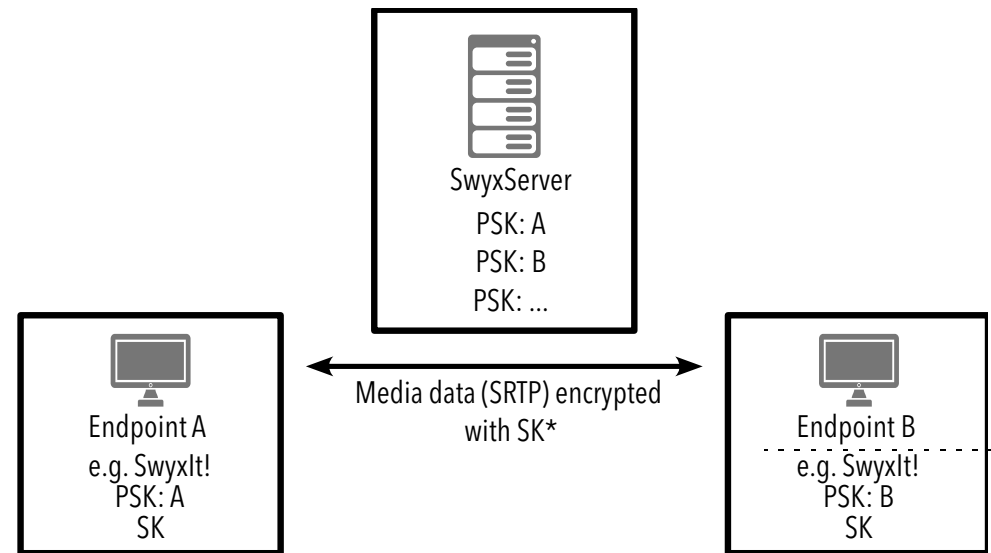 SwyxServer
PSK: A
PSK: B
PSK: ...
Media data (SRTP) encrypted
with SK*
Endpoint A
e.g. SwyxIt!
PSK: A
SK
Endpoint B
e.g. SwyxIt!
PSK: B
SK